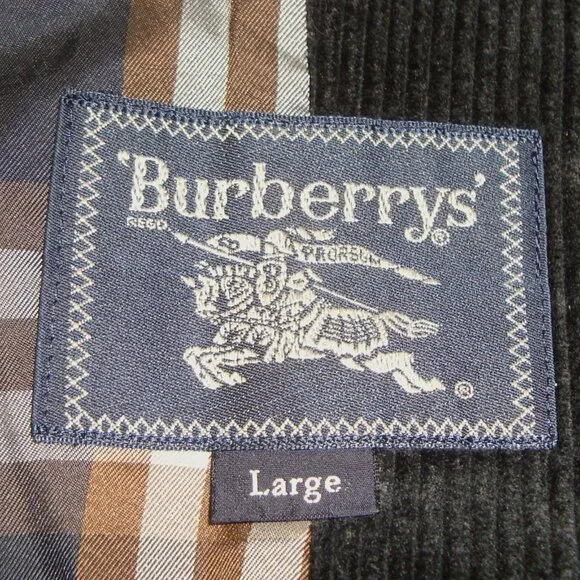 'Burberrys'
REGD
®
PRORSUM
®
Large